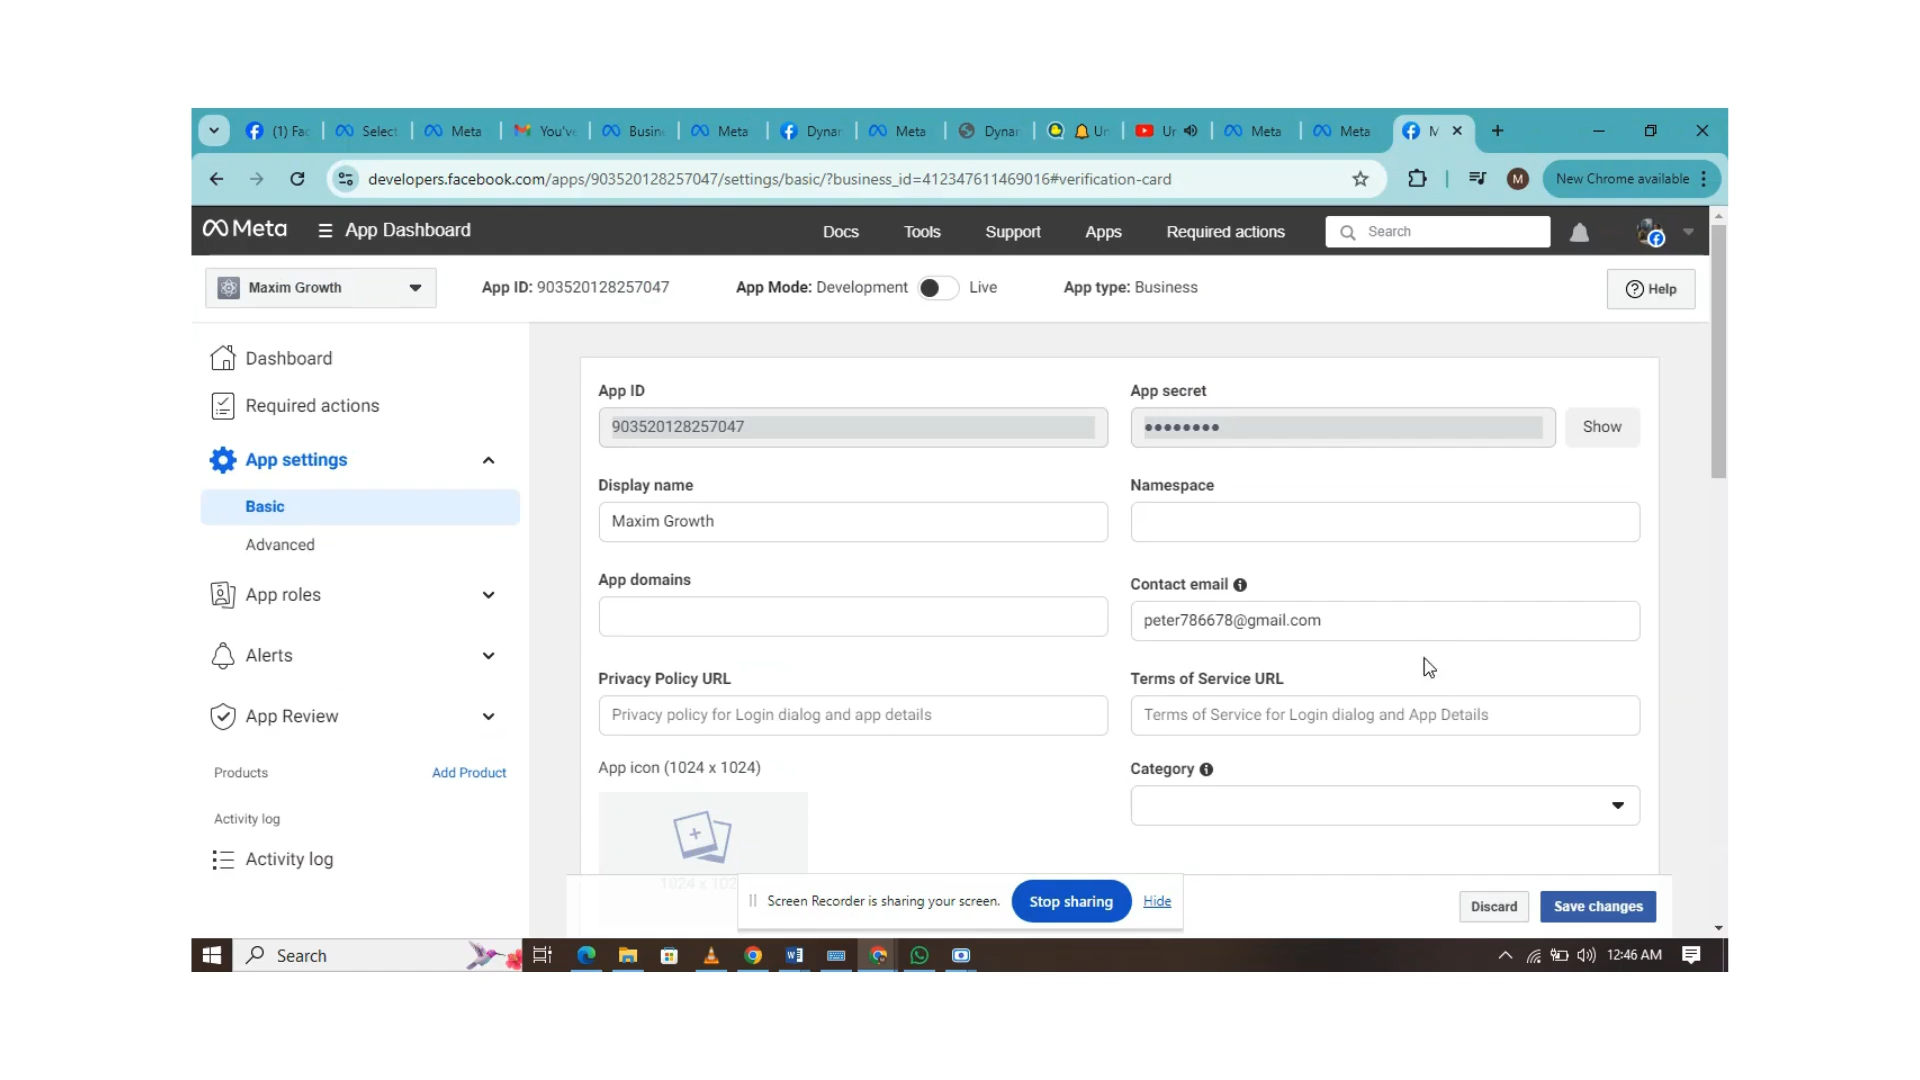 (1) Fac
Select
Meta
You've
Busine
Meta
Dynar
Meta
Dynar
Ur
Ur
Meta
Meta
M
developers.facebook.com/apps/903520128257047/settings/basic/?business_id=412347611469016#verification-card
M
New Chrome available
Meta
App Dashboard
Docs
Tools
Support
Apps
Required actions
Search
Maxim Growth
App ID: 903520128257047
App Mode: Development
Live
App type: Business
Help
Dashboard
Required actions
App settings
Basic
Advanced
App roles
Alerts
App Review
Products
Add Product
Activity log
Activity log
App ID
903520128257047
App secret
••••••••
Show
Display name
Maxim Growth
Namespace
App domains
Contact email
peter786678@gmail.com
Privacy Policy URL
Privacy policy for Login dialog and app details
Terms of Service URL
Terms of Service for Login dialog and App Details
App icon (1024 x 1024)
Category
1024 x 102
Screen Recorder is sharing your screen.
Stop sharing
Hide
Discard
Save changes
Search
12:46 AM